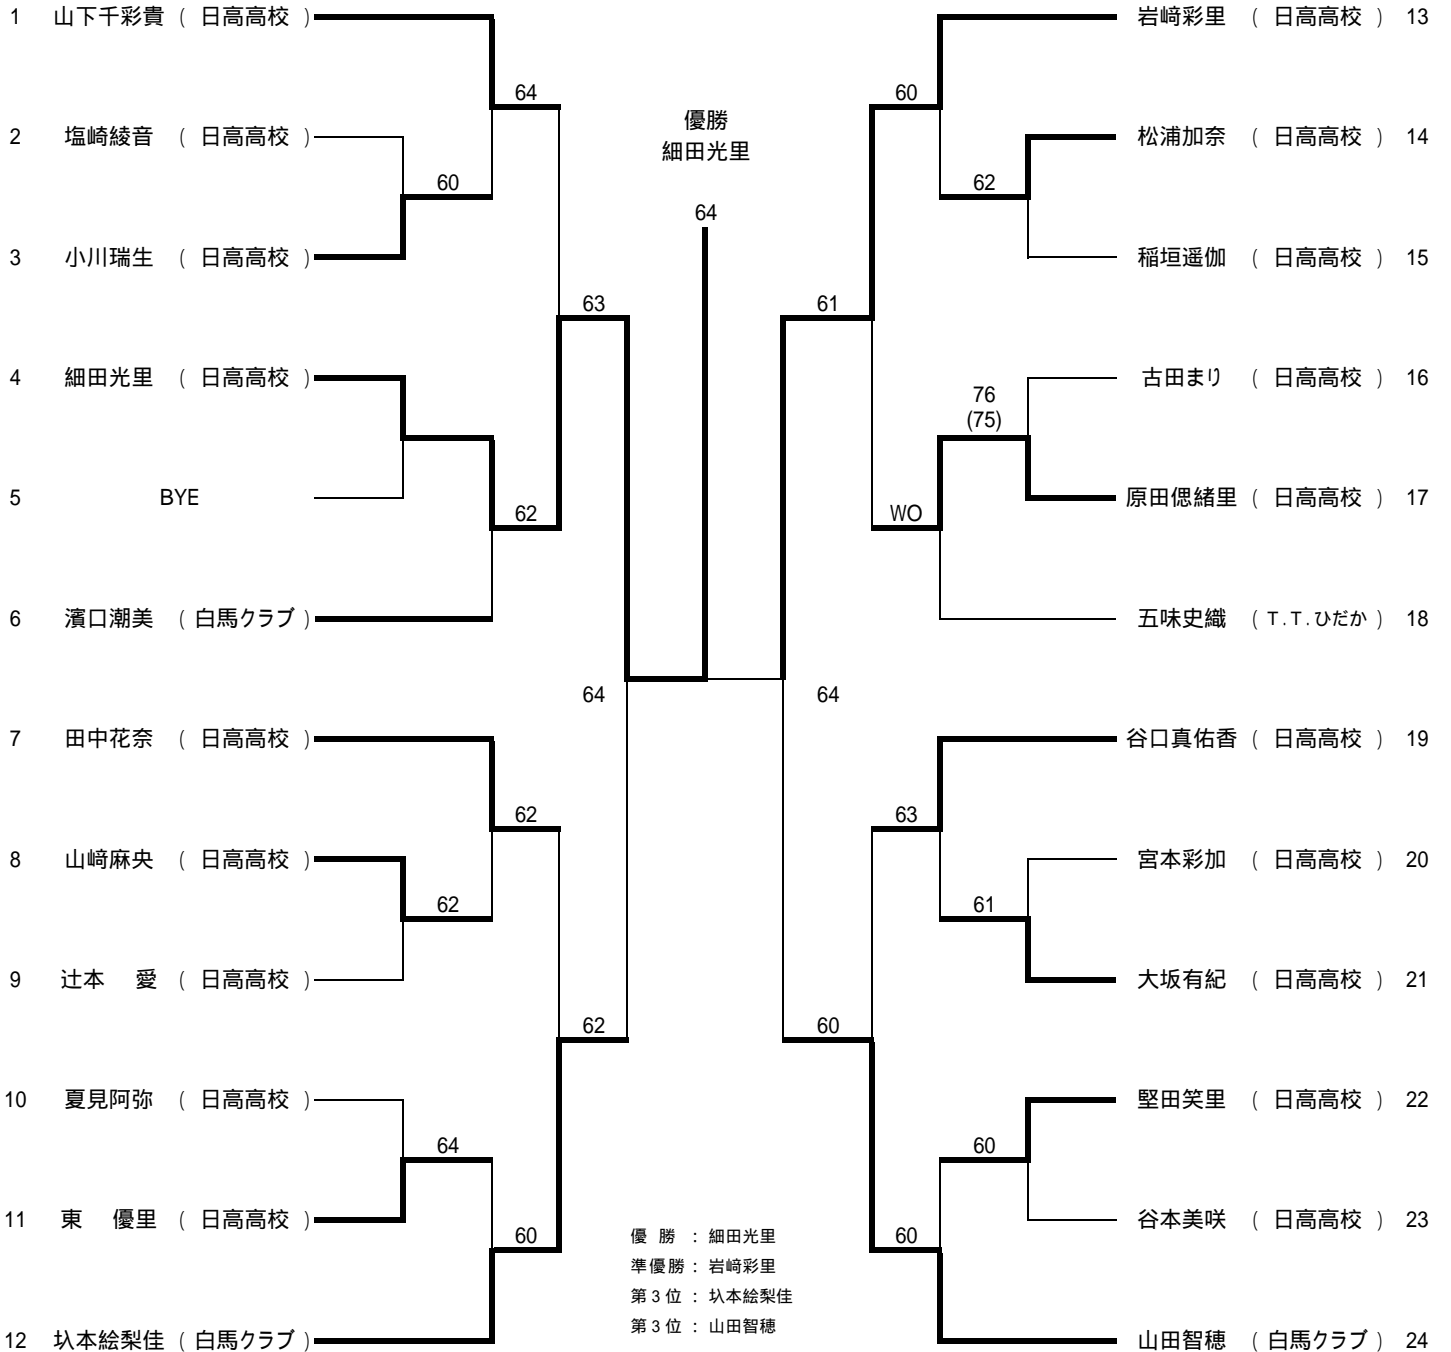 1 山下千彩貴 ( 日高高校 )
2 塩崎綾音 ( 日高高校 )
3 小川瑞生 ( 日高高校 )
4 細田光里 ( 日高高校 )
5 BYE
6 濱口潮美 ( 白馬クラブ )
7 田中花奈 ( 日高高校 )
8 山﨑麻央 ( 日高高校 )
9 辻本 愛 ( 日高高校 )
10 夏見阿弥 ( 日高高校 )
11 東 優里 ( 日高高校 )
12 圦本絵梨佳 ( 白馬クラブ )
60
62
64
64
62
62
60
63
62
64
優勝
細田光里
64
64
61
60
60
WO
63
60
62
76
(75)
61
60
岩﨑彩里 ( 日高高校 ) 13
松浦加奈 ( 日高高校 ) 14
稲垣遥伽 ( 日高高校 ) 15
古田まり ( 日高高校 ) 16
原田偲緒里 ( 日高高校 ) 17
五味史織 ( T.T.ひだか ) 18
谷口真佑香 ( 日高高校 ) 19
宮本彩加 ( 日高高校 ) 20
大坂有紀 ( 日高高校 ) 21
堅田笑里 ( 日高高校 ) 22
谷本美咲 ( 日高高校 ) 23
山田智穂 ( 白馬クラブ ) 24
優 勝 : 細田光里
準優勝 : 岩﨑彩里
第3位 : 圦本絵梨佳
第3位 : 山田智穂